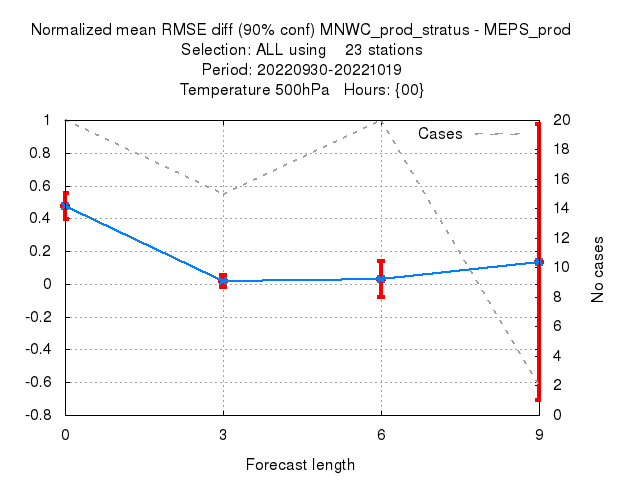 Normalized mean RMSE diff (90% conf) MNWC_prod_stratus - MEPS_prod
Selection: ALL using    23 stations
Period: 20220930-20221019
Temperature 500hPa   Hours: {00}
Cases
1
0.8
0.6
0.4
0.2
0
-0.2
-0.4
-0.6
-0.8
20
18
16
14
12
10
8
6
4
2
0
No cases
0 3 6 9
Forecast length